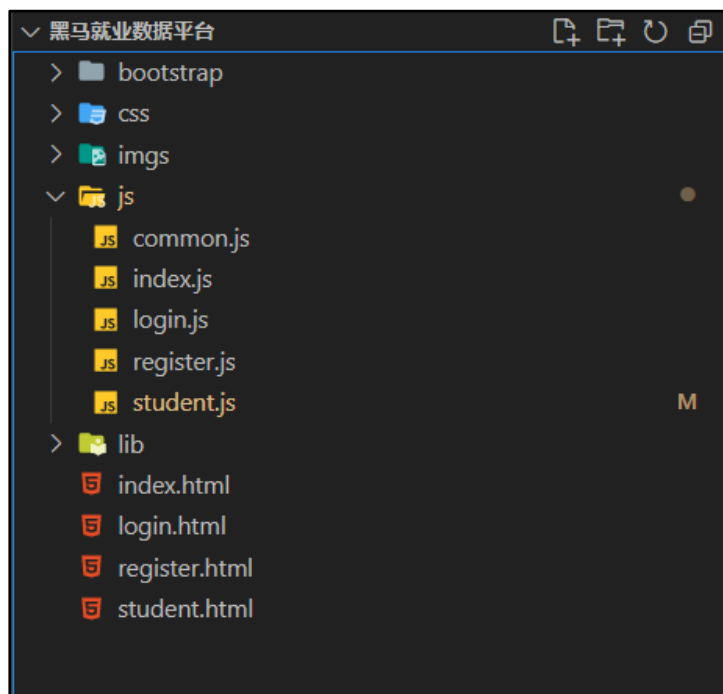 黑马就业数据平台
bootstrap
css
imgs
js
common.js
index.js
login.js
register.js
student.js M
lib
index.html
login.html
register.html
student.html